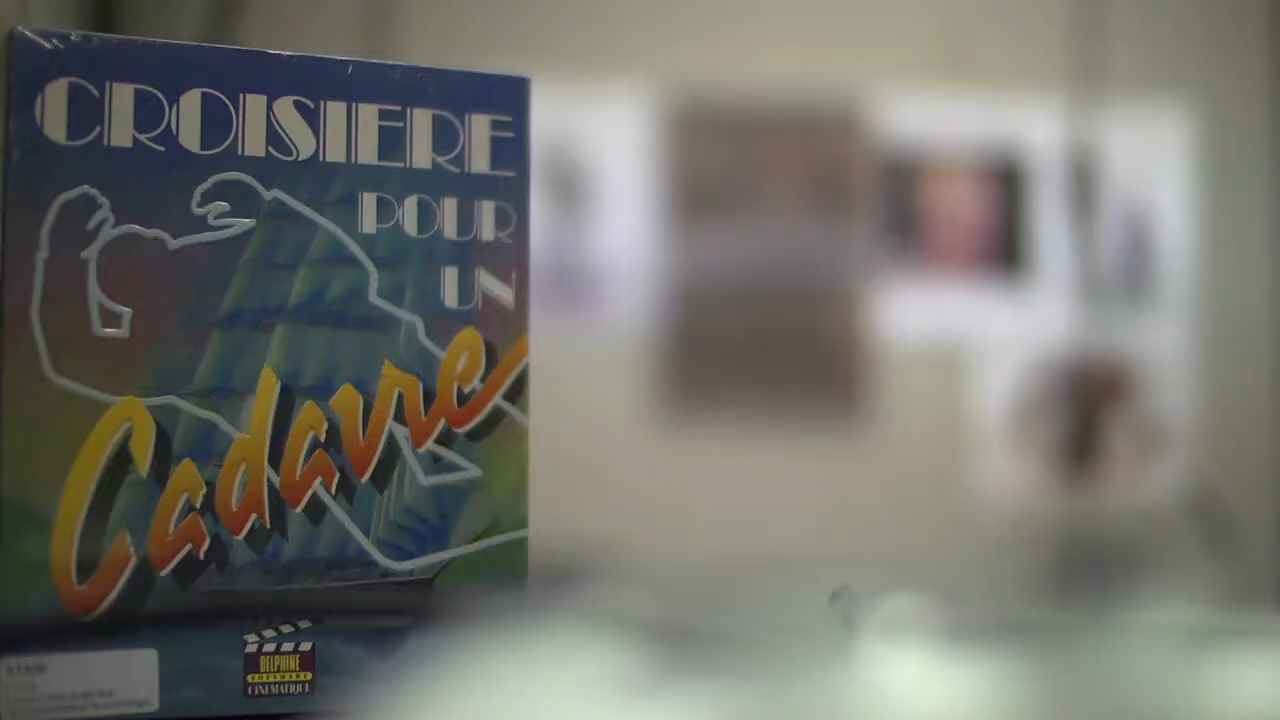 CROISIERE
POUR
UN
Cadavre
DELPHINE
SOFTWARE
CINEMATIQUE